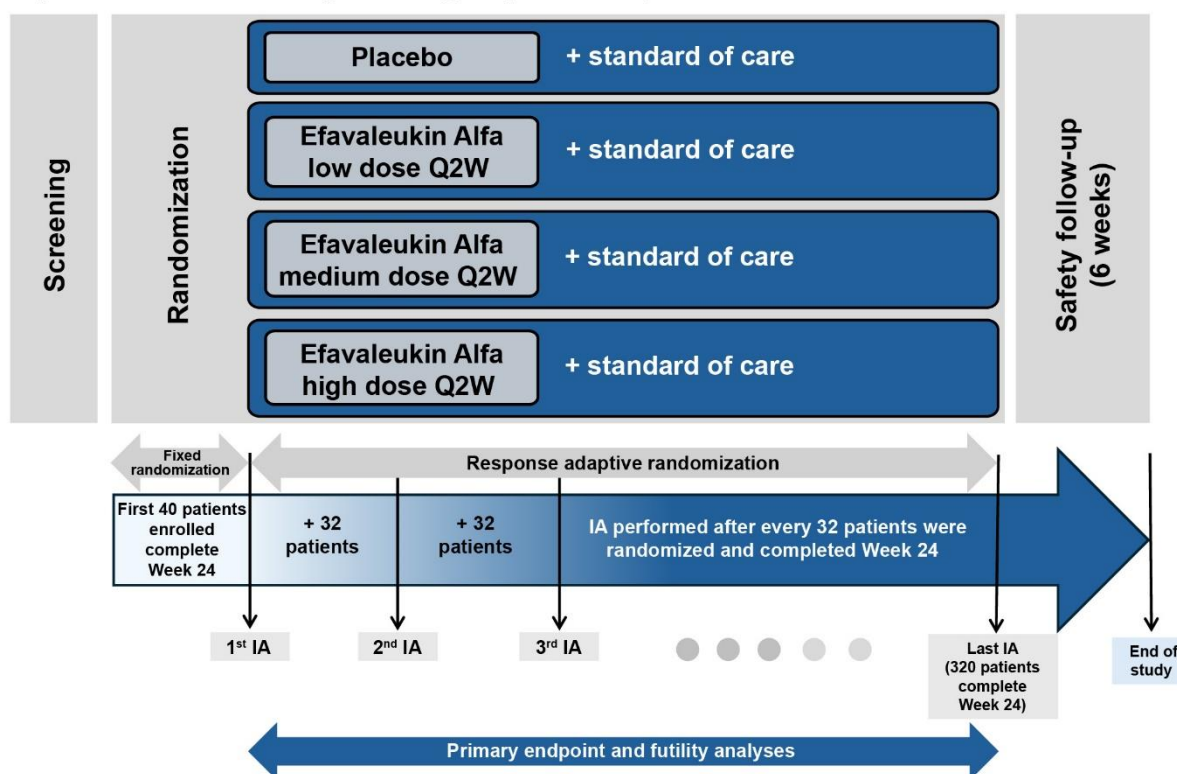 Screening
Randomization
Placebo
+ standard of care
Efavaleukin Alfa
low dose Q2W
+ standard of care
Efavaleukin Alfa
medium dose Q2W
+ standard of care
Efavaleukin Alfa
high dose Q2W
+ standard of care
Safety follow-up
(6 weeks)
Fixed
randomization
Response adaptive randomization
First 40 patients
enrolled
complete
Week 24
+ 32
patients
+ 32
patients
IA performed after every 32 patients were
randomized and completed Week 24
1st IA
2nd IA
3rd IA
Last IA
(320 patients
complete
Week 24)
End of
study
Primary endpoint and futility analyses